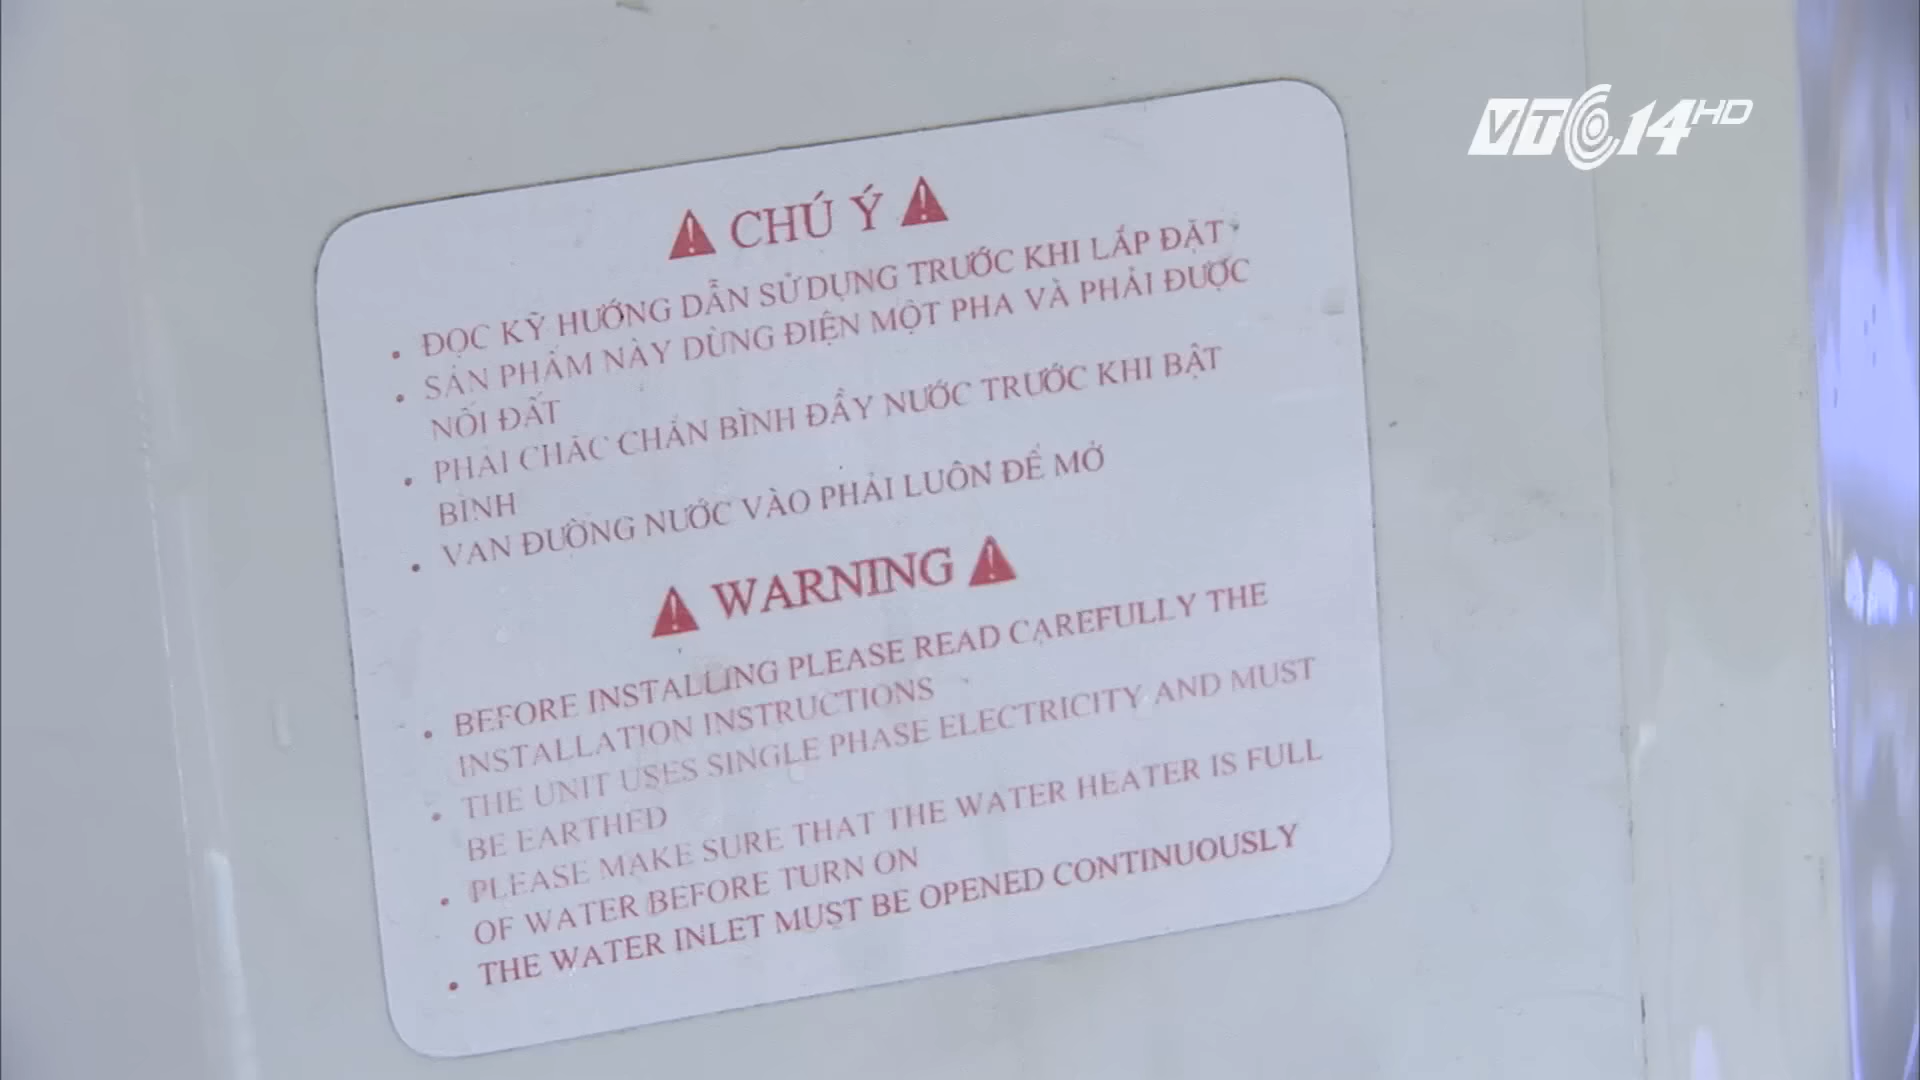 VTC14 HD
CHÚ Ý
• ĐỌC KỸ HƯỚNG DẪN SỬ DỤNG TRƯỚC KHI LẮP ĐẶT
• SẢN PHẨM NÀY DÙNG ĐIỆN MỘT PHA VÀ PHẢI ĐƯỢC
NỐI ĐẤT
• PHẢI CHẮC CHẮN BÌNH ĐẦY NƯỚC TRƯỚC KHI BẬT
BÌNH
• VAN ĐƯỜNG NƯỚC VÀO PHẢI LUÔN ĐỂ MỞ
WARNING
• BEFORE INSTALLING PLEASE READ CAREFULLY THE
INSTALLATION INSTRUCTIONS
• THE UNIT USES SINGLE PHASE ELECTRICITY AND MUST
BE EARTHED
• PLEASE MAKE SURE THAT THE WATER HEATER IS FULL
OF WATER BEFORE TURN ON
• THE WATER INLET MUST BE OPENED CONTINUOUSLY